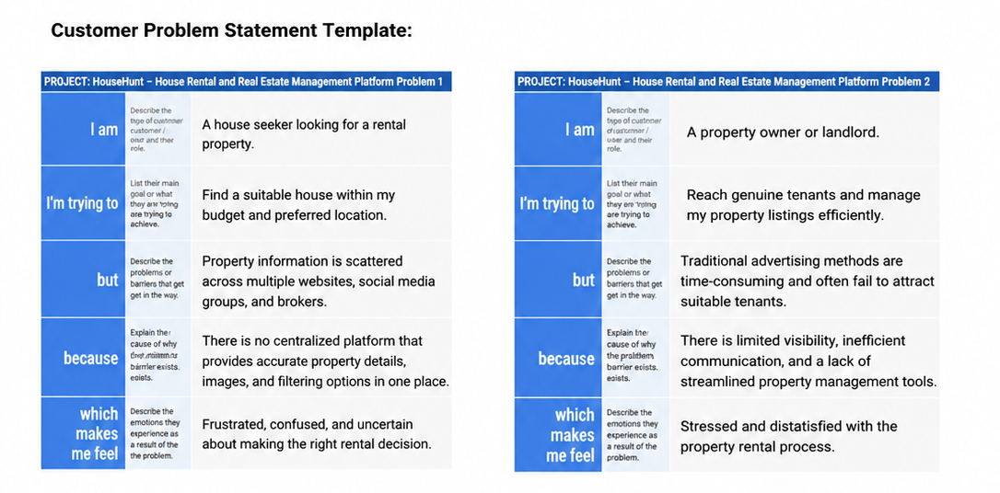 Customer Problem Statement Template:
PROJECT: HouseHunt – House Rental and Real Estate Management Platform Problem 1
I am
Describe the
type of customer
customer /
and their
role.
A house seeker looking for a rental
property.
I'm trying to
List their main
goal or what
they are
are trying to
achieve.
Find a suitable house within my
budget and preferred location.
but
Describe the
problems or
barriers that get
get in the way.
Property information is scattered
across multiple websites, social media
groups, and brokers.
because
Explain the
cause of why
barrier exists.
exists.
There is no centralized platform that
provides accurate property details,
images, and filtering options in one place.
which
makes
me feel
Describe the
emotions they
experience as
a result of the
the problem.
Frustrated, confused, and uncertain
about making the right rental decision.
PROJECT: HouseHunt – House Rental and Real Estate Management Platform Problem 2
I am
Describe the
type of customer
and their
role.
A property owner or landlord.
I'm trying to
List their main
goal or what
they are
are trying to
achieve.
Reach genuine tenants and manage
my property listings efficiently.
but
Describe the
problems or
barriers that get
get in the way.
Traditional advertising methods are
time-consuming and often fail to attract
suitable tenants.
because
Explain
cause of why
the problem
barrier exists.
exists.
There is limited visibility, inefficient
communication, and a lack of
streamlined property management tools.
which
makes
me feel
Describe the
emotions they
experience as
a result of the
problem.
Stressed and distatisfied with the
property rental process.